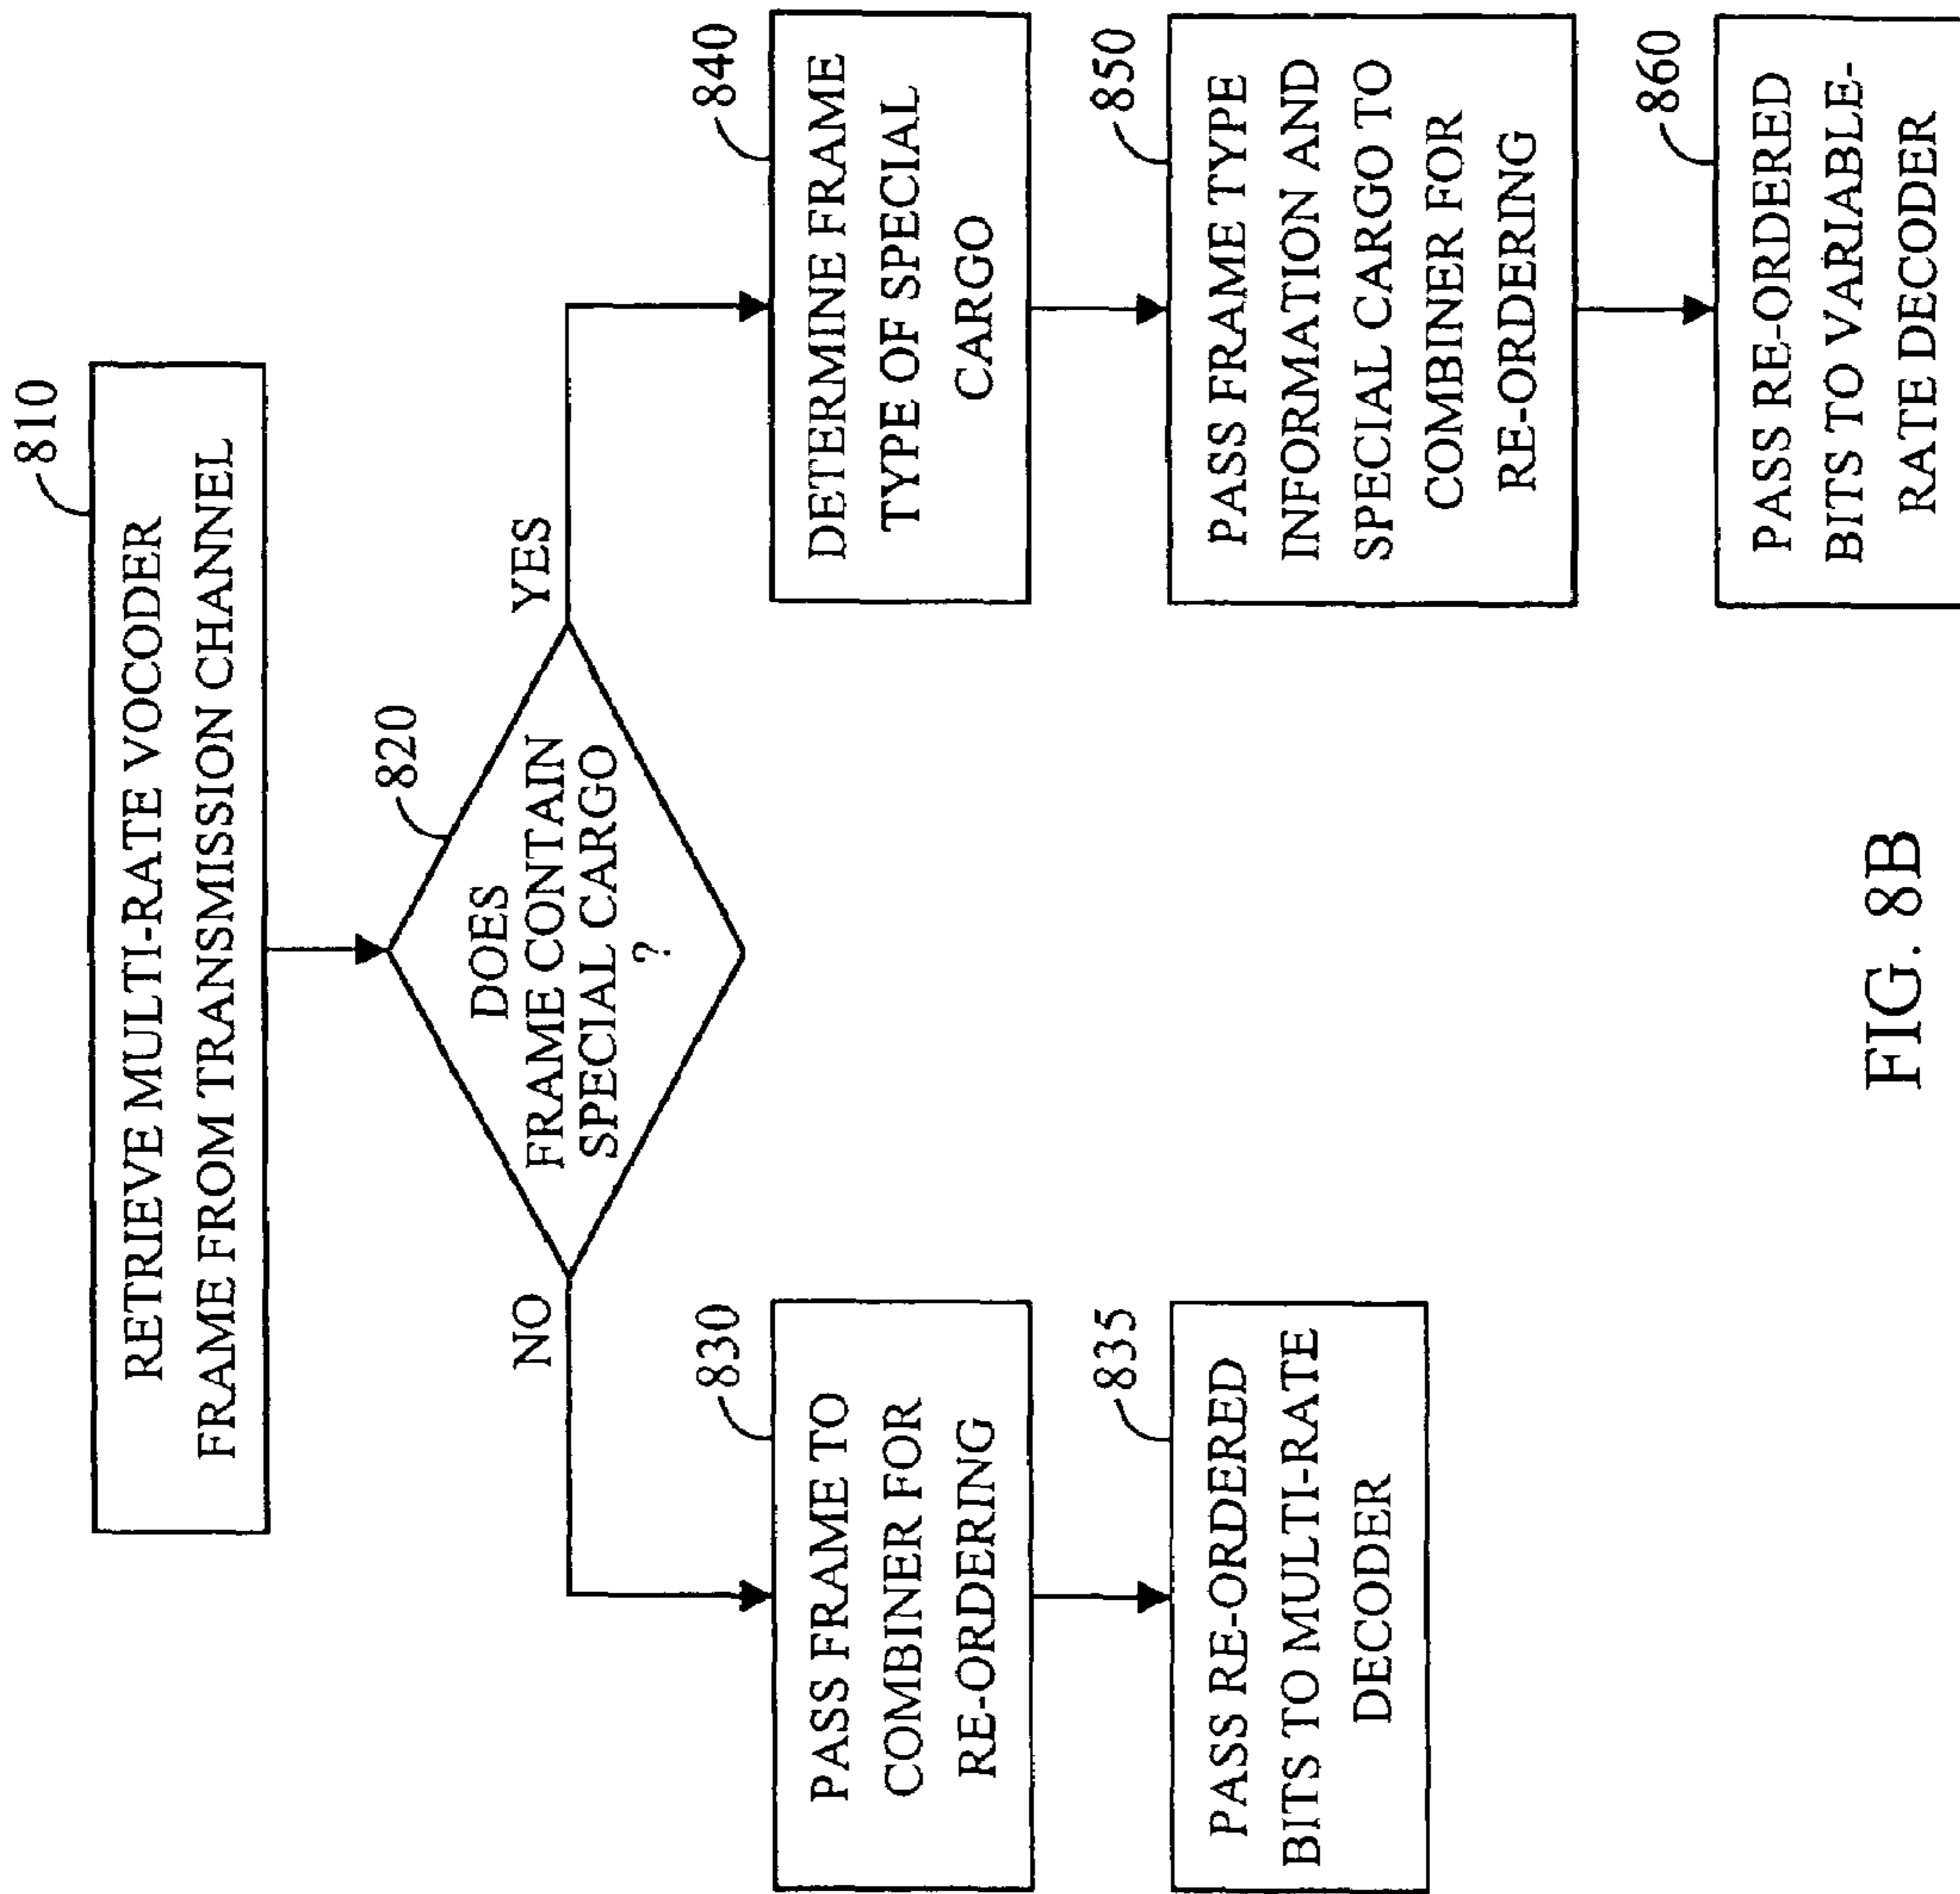 810
RETRIEVE MULTI-RATE VOCODER
FRAME FROM TRANSMISSION CHANNEL
820
DOES
FRAME CONTAIN
SPECIAL CARGO
?
NO
YES
830
PASS FRAME TO
COMBINER FOR
RE-ORDERING
835
PASS RE-ORDERED
BITS TO MULTI-RATE
DECODER
840
DETERMINE FRAME
TYPE OF SPECIAL
CARGO
850
PASS FRAME TYPE
INFORMATION AND
SPECIAL CARGO TO
COMBINER FOR
RE-ORDERING
860
PASS RE-ORDERED
BITS TO VARIABLE-
RATE DECODER
FIG. 8B